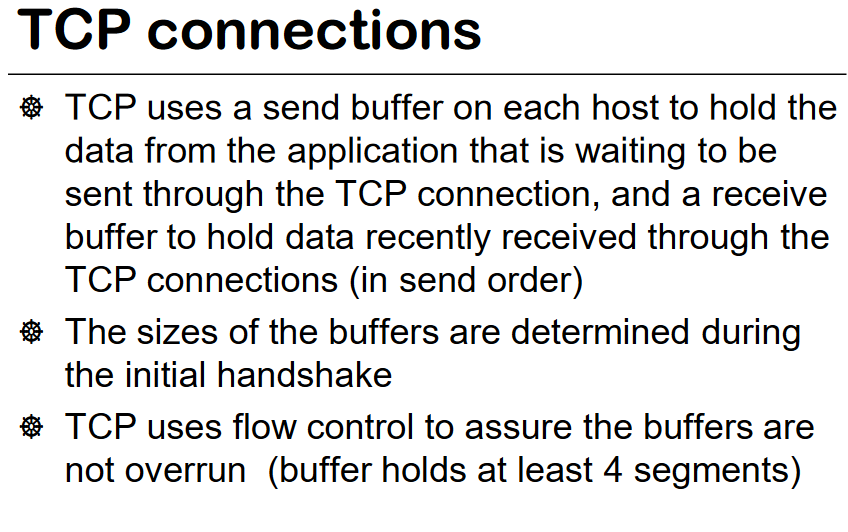 TCP connections
TCP uses a send buffer on each host to hold the
data from the application that is waiting to be
sent through the TCP connection, and a receive
buffer to hold data recently received through the
TCP connections (in send order)
The sizes of the buffers are determined during
the initial handshake
TCP uses flow control to assure the buffers are
not overrun  (buffer holds at least 4 segments)